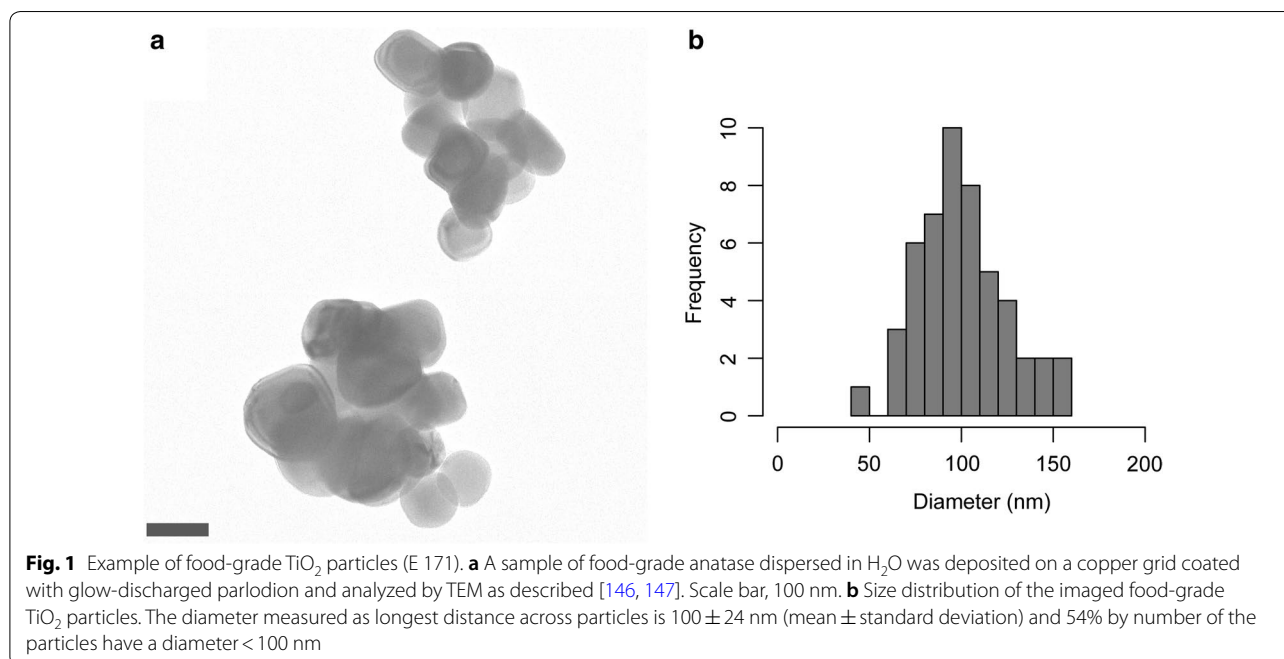 a
b
10
8
6
4
2
0
Frequency
0 50 100 150 200
Diameter (nm)
Fig. 1 Example of food-grade TiO₂ particles (E 171). a A sample of food-grade anatase dispersed in H₂O was deposited on a copper grid coated
with glow-discharged parlodion and analyzed by TEM as described [146, 147]. Scale bar, 100 nm. b Size distribution of the imaged food-grade
TiO₂ particles. The diameter measured as longest distance across particles is 100 ± 24 nm (mean ± standard deviation) and 54% by number of the
particles have a diameter < 100 nm